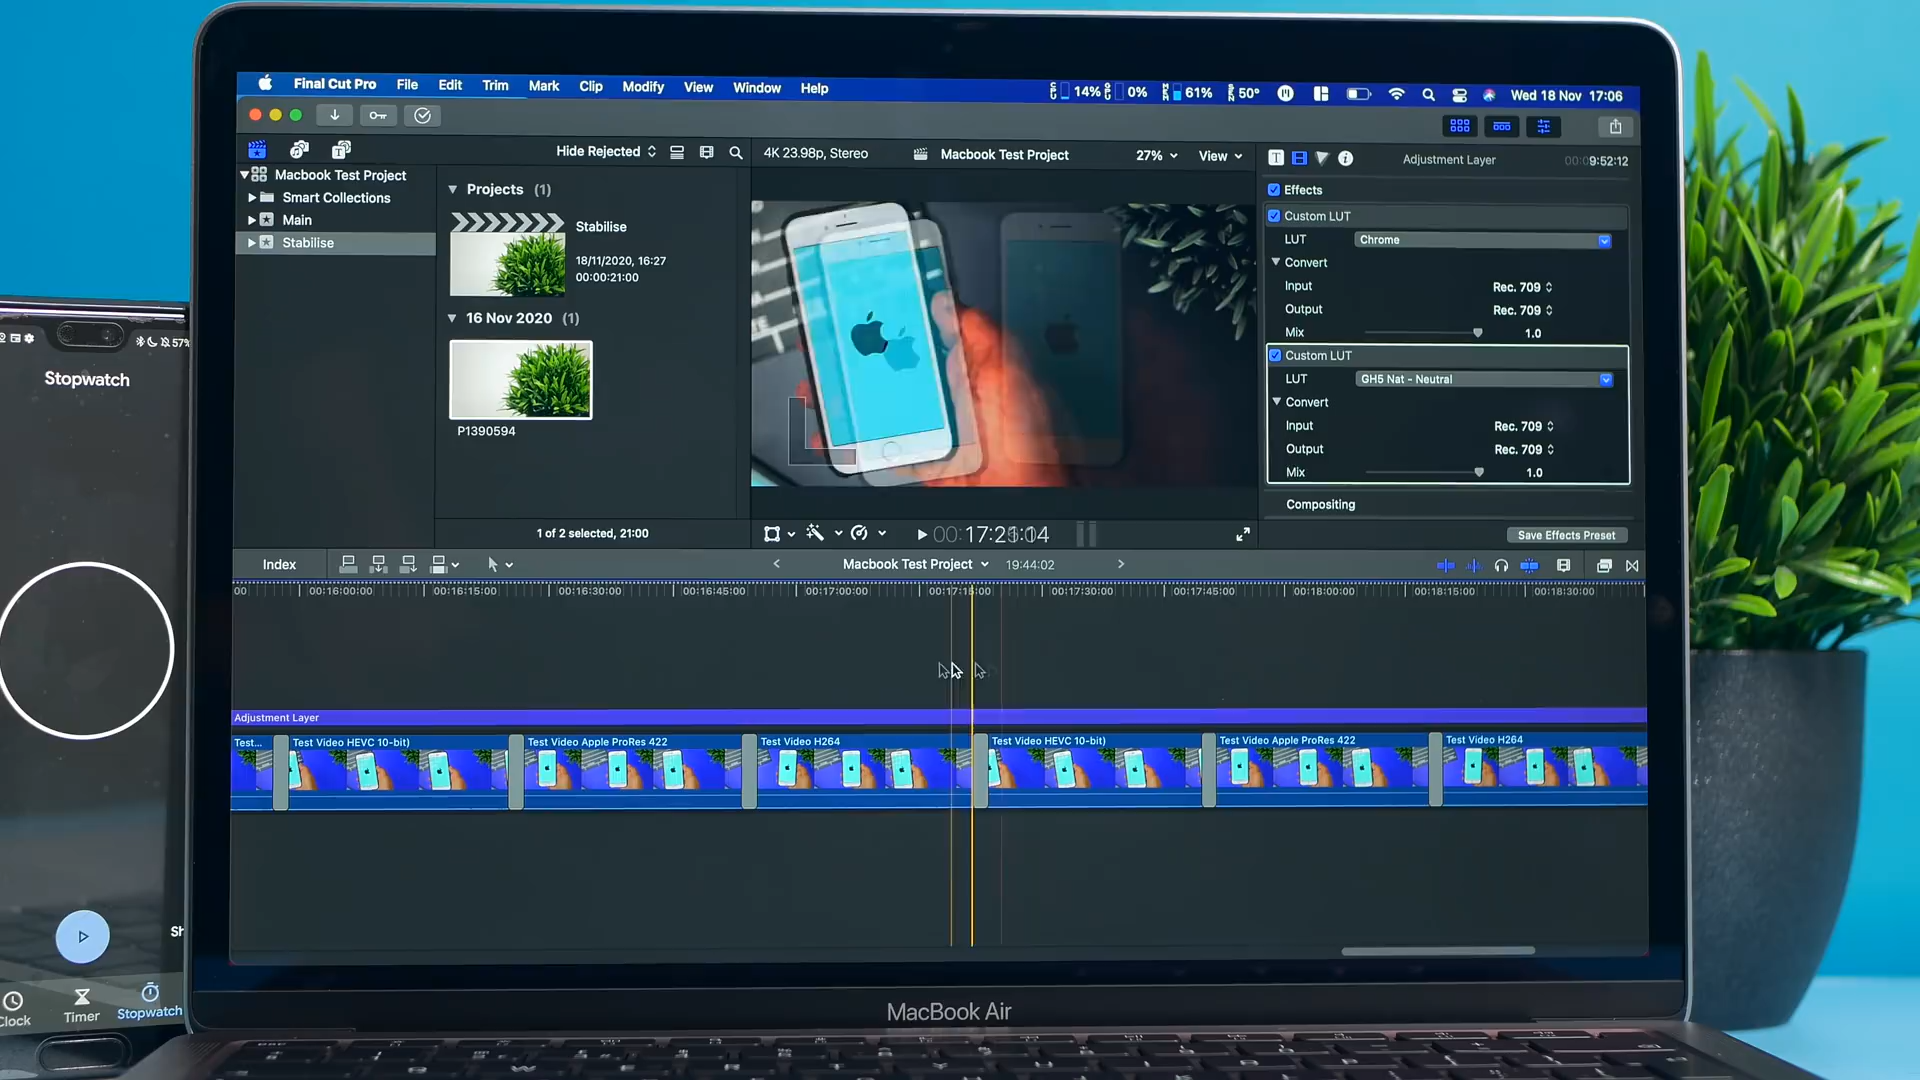 Final Cut Pro File Edit Trim Mark Clip Modify View Window Help
14% 0% 61% 50° Wed 18 Nov 17:06
Hide Rejected
4K 23.98p, Stereo
Macbook Test Project
27% View
Adjustment Layer
9:52:12
Macbook Test Project
Smart Collections
Main
Stabilise
Projects (1)
Stabilise
18/11/2020, 16:27
00:00:21:00
16 Nov 2020 (1)
P1390594
1 of 2 selected, 21:00
Effects
Custom LUT
LUT Chrome
Convert
Input Rec. 709
Output Rec. 709
Mix 1.0
Custom LUT
LUT GH5 Nat - Neutral
Convert
Input Rec. 709
Output Rec. 709
Mix 1.0
Compositing
Save Effects Preset
Index
Macbook Test Project 19:44:02
00 00:16:00:00 00:16:15:00 00:16:30:00 00:16:45:00 00:17:00:00 00:17:15:00 00:17:30:00 00:17:45:00 00:18:00:00 00:18:15:00 00:18:30:00
Adjustment Layer
Test... Test Video HEVC 10-bit) Test Video Apple ProRes 422 Test Video H264 Test Video HEVC 10-bit) Test Video Apple ProRes 422 Test Video H264
MacBook Air
57%
Stopwatch
Sh
Clock Timer Stopwatch